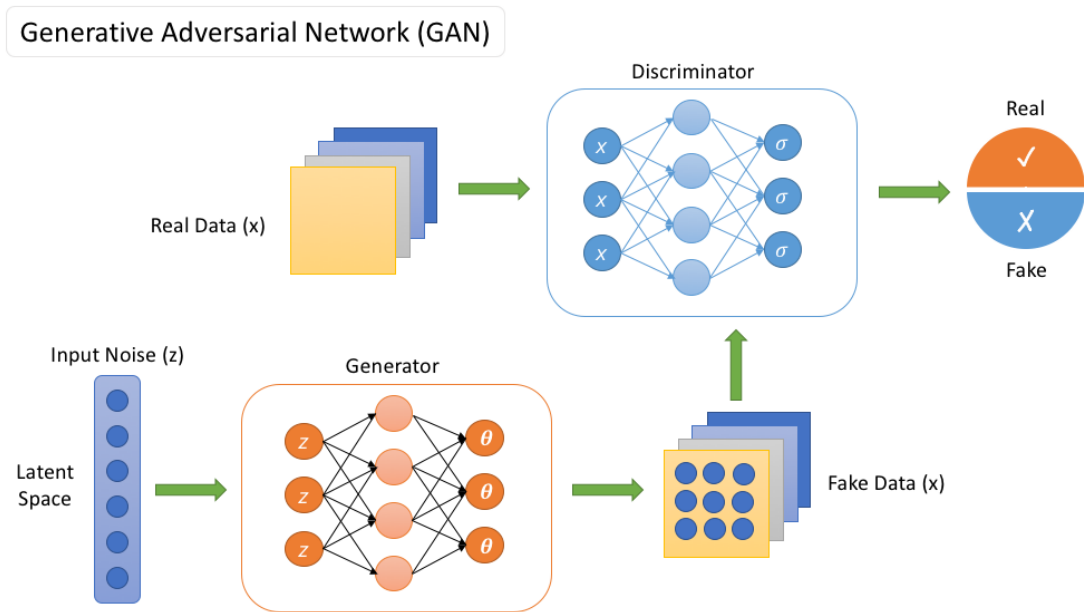 Generative Adversarial Network (GAN)
Discriminator
Real
✓
x
σ
x
σ
x
σ
Real Data (x)
X
Fake
Input Noise (z)
Generator
z
θ
z
θ
z
θ
Latent
Space
Fake Data (x)